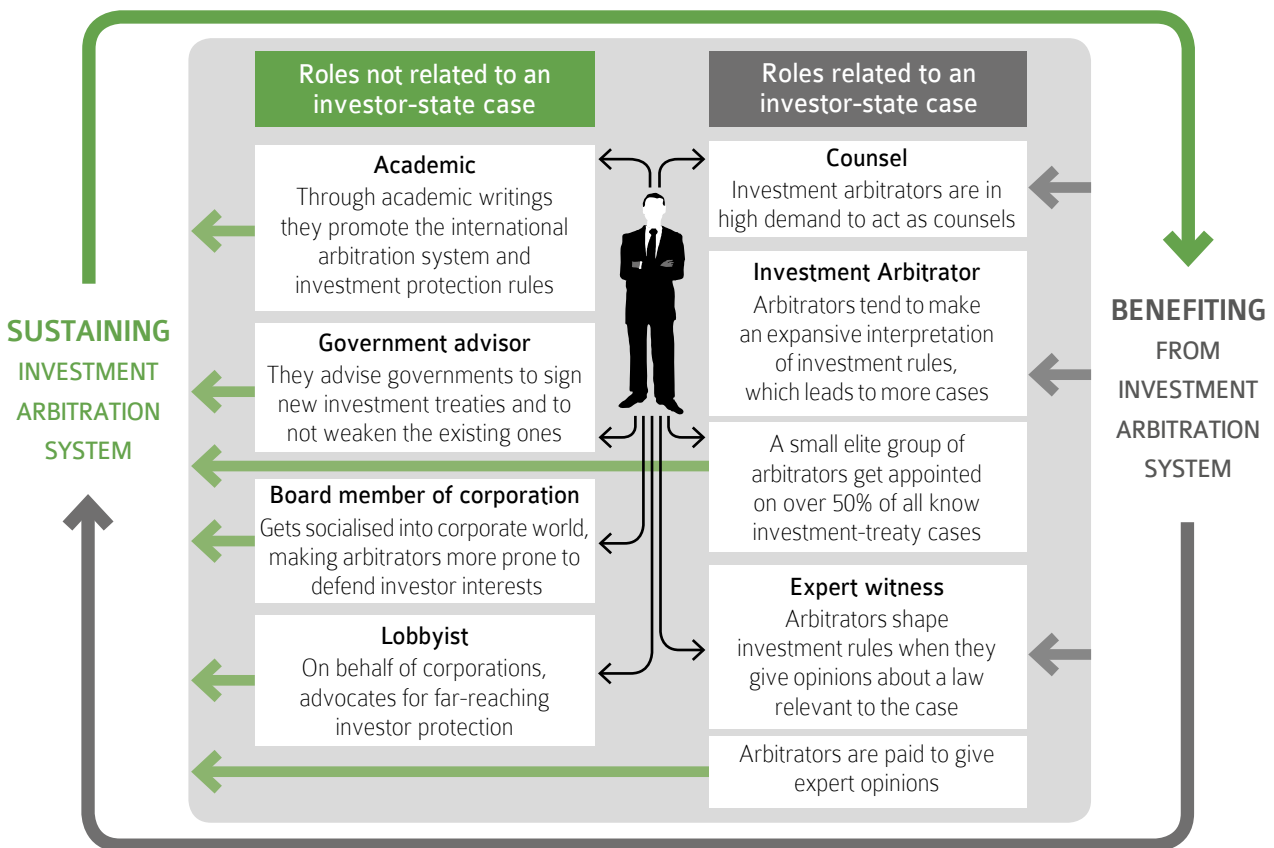 Roles not related to an
investor-state case
Academic
Through academic writings
they promote the international
arbitration system and
investment protection rules
Government advisor
They advise governments to sign
new investment treaties and to
not weaken the existing ones
Board member of corporation
Gets socialised into corporate world,
making arbitrators more prone to
defend investor interests
Lobbyist
On behalf of corporations,
advocates for far-reaching
investor protection
Roles related to an
investor-state case
Counsel
Investment arbitrators are in
high demand to act as counsels
Investment Arbitrator
Arbitrators tend to make
an expansive interpretation
of investment rules,
which leads to more cases
A small elite group of
arbitrators get appointed
on over 50% of all know
investment-treaty cases
Expert witness
Arbitrators shape
investment rules when they
give opinions about a law
relevant to the case
Arbitrators are paid to give
expert opinions
SUSTAINING
INVESTMENT
ARBITRATION
SYSTEM
BENEFITING
FROM
INVESTMENT
ARBITRATION
SYSTEM